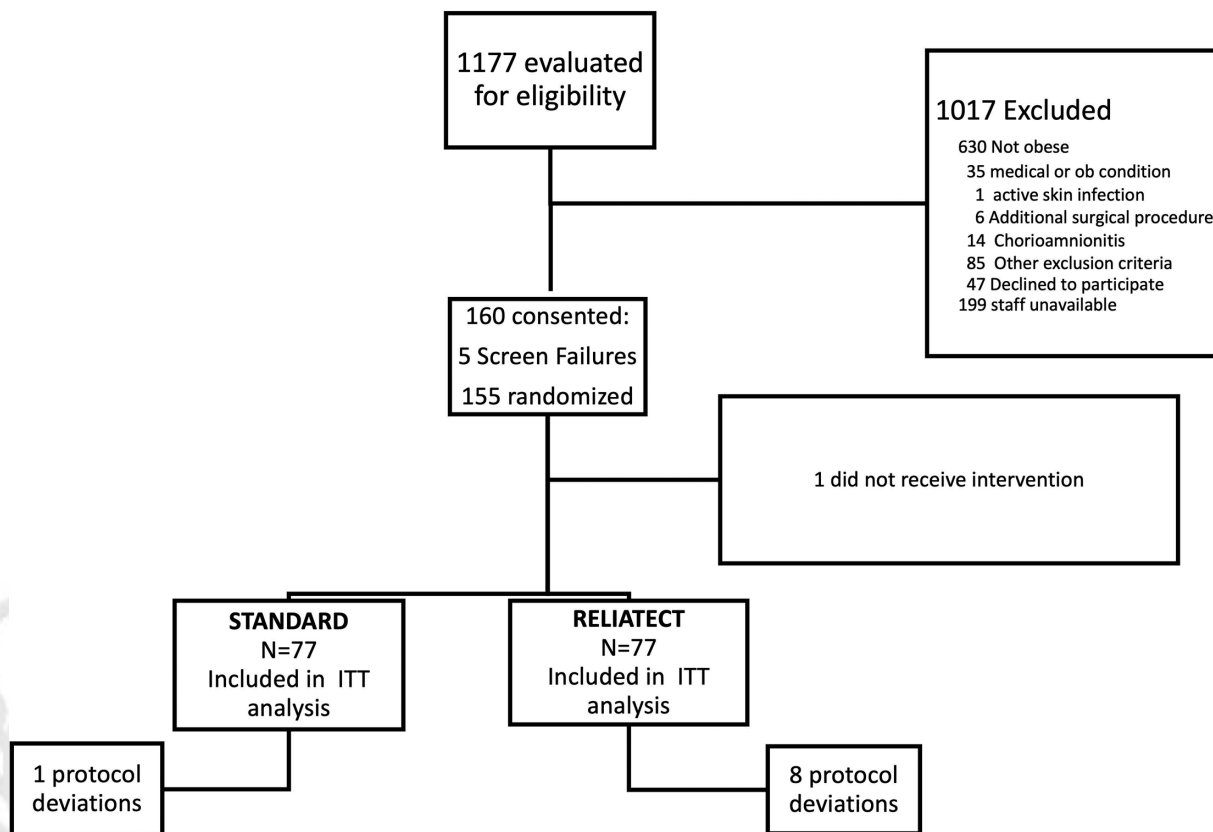 1177 evaluated
for eligibility
1017 Excluded
630 Not obese
35 medical or ob condition
1 active skin infection
6 Additional surgical procedure
14 Chorioamnionitis
85 Other exclusion criteria
47 Declined to participate
199 staff unavailable
160 consented:
5 Screen Failures
155 randomized
1 did not receive intervention
STANDARD
N=77
Included in ITT
analysis
RELIATECT
N=77
Included in ITT
analysis
1 protocol
deviations
8 protocol
deviations